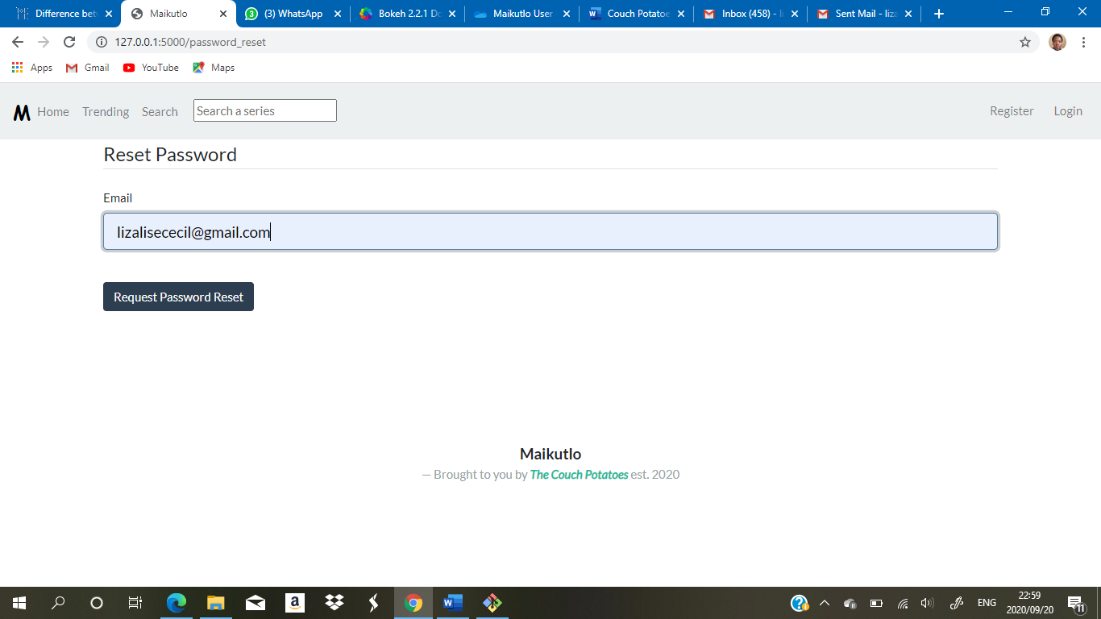 Difference bet
Maikutlo
(3) WhatsApp
Bokeh 2.2.1 Do
Maikutlo User
Couch Potatoe
Inbox (458) - l
Sent Mail - liz
127.0.0.1:5000/password_reset
Apps
Gmail
YouTube
Maps
M Home Trending Search Search a series Register Login
Reset Password
Email
lizalisececil@gmail.com
Request Password Reset
Maikutlo
— Brought to you by The Couch Potatoes est. 2020
ENG
22:59
2020/09/20
11